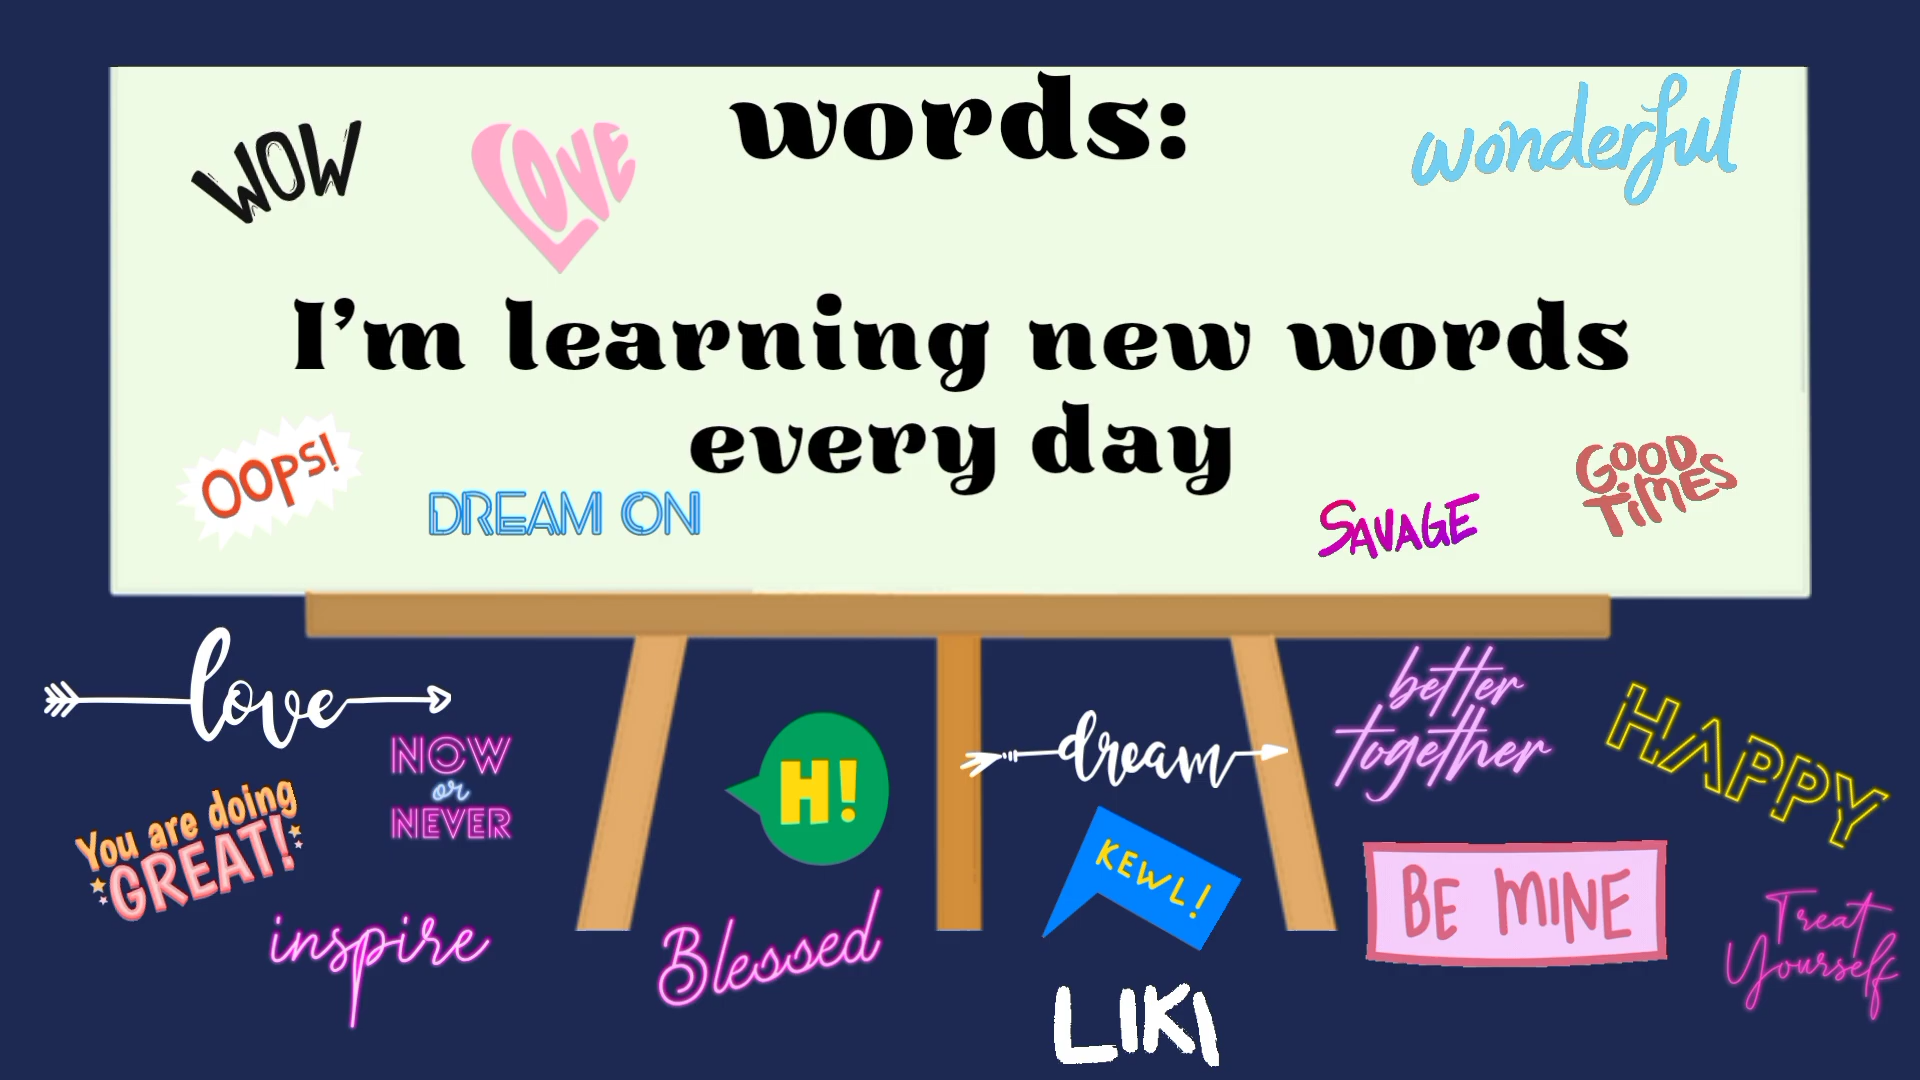 words:
WOW
LOVE
wonderful
I'm learning new words
every day
OOPS!
DREAM ON
SAVAGE
GOOD
TiMES
love
NOW
or
NEVER
You are doing
GREAT!
inspire
H!
Blessed
dream
KEWL!
better
together
HAPPY
BE MINE
Treat
Yourself
LIKI